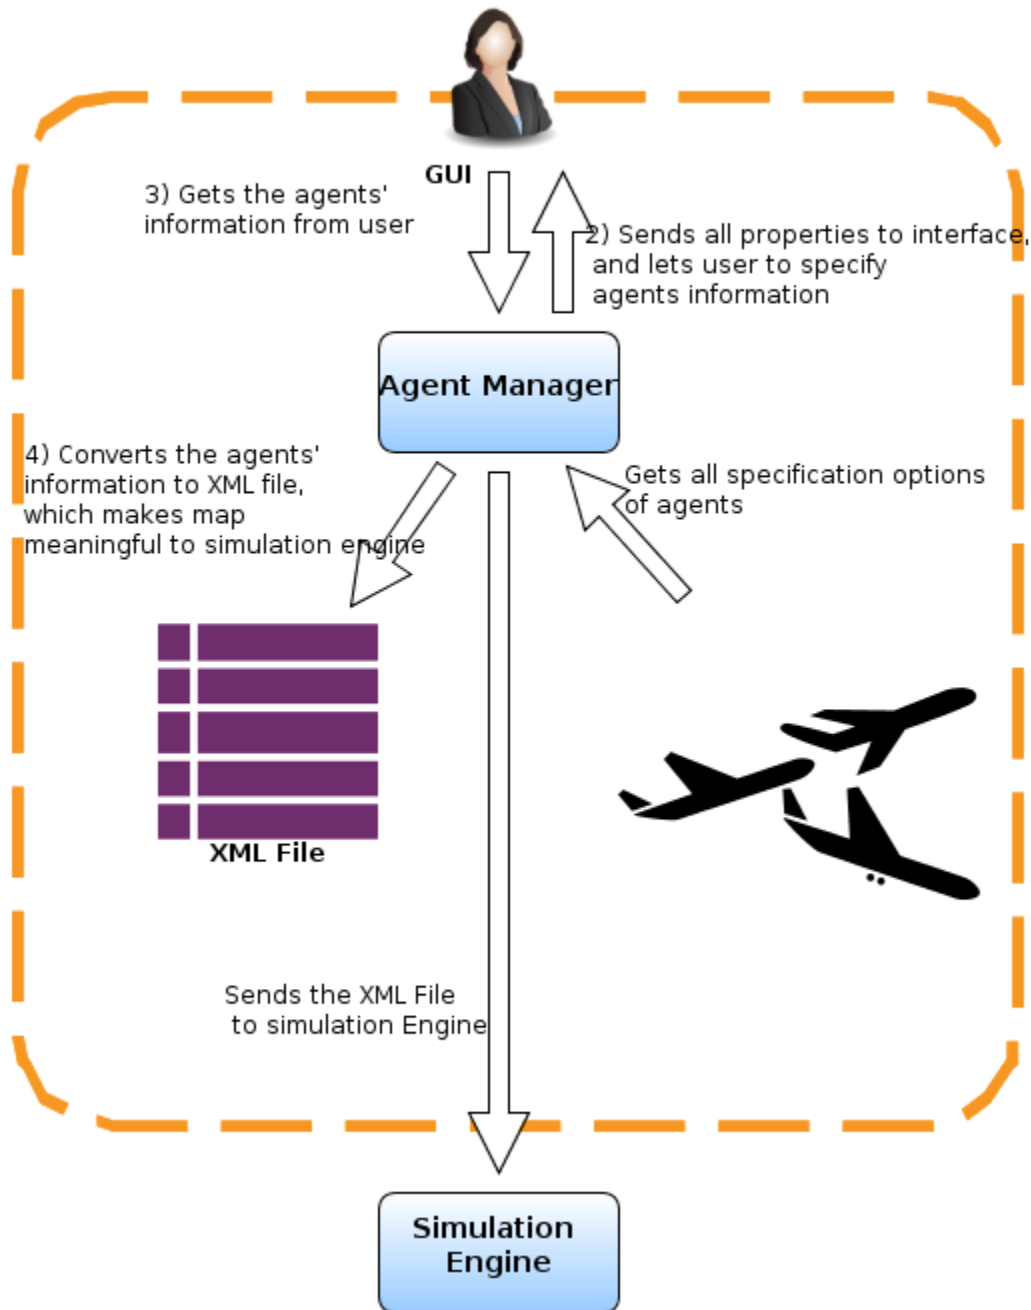 GUI
3) Gets the agents'
information from user
2) Sends all properties to interface,
and lets user to specify
agents information
Agent Manager
4) Converts the agents'
information to XML file,
which makes map
meaningful to simulation engine
Gets all specification options
of agents
XML File
Sends the XML File
to simulation Engine
Simulation
Engine